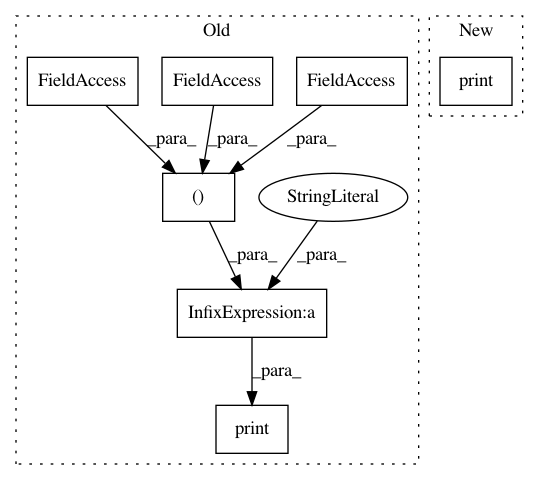 Old
New
FieldAccess
FieldAccess
FieldAccess
print
_para_
_para_
_para_
()
StringLiteral
_para_
_para_
InfixExpression:a
_para_
print